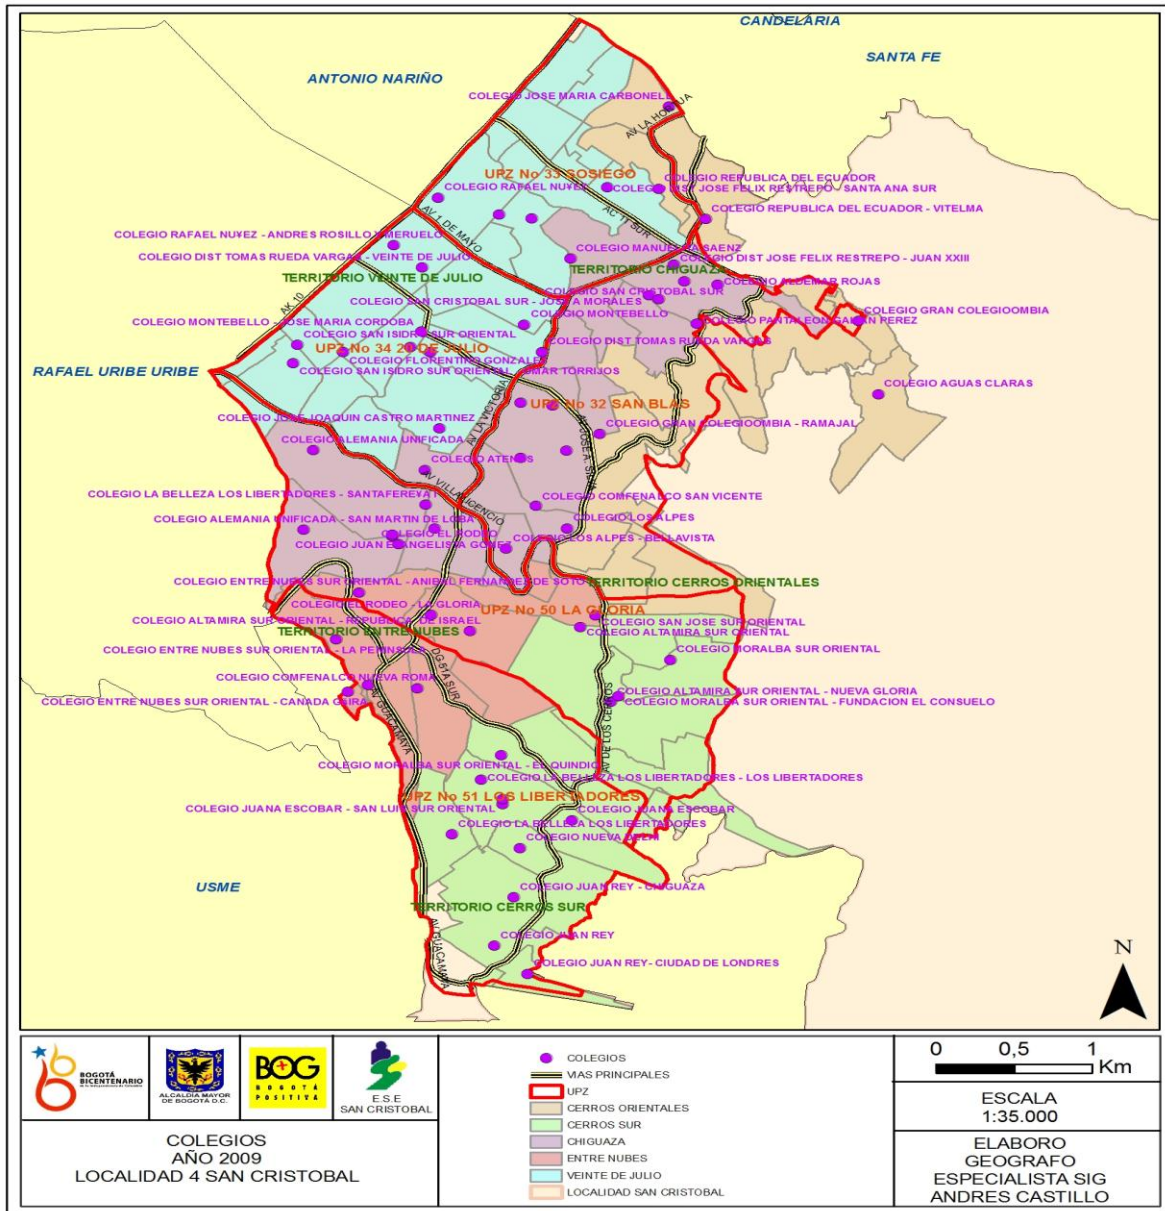 CANDELARIA
SANTA FE
ANTONIO NARIÑO
COLEGIO JOSE MARIA CARBONELL
UPZ No 33 SOSIEGO
COLEGIO REPUBLICA DEL ECUADOR
COLEGIO RAFAEL NU¥EZ
COLEGIO DIST JOSE FELIX RESTREPO - SANTA ANA SUR
COLEGIO REPUBLICA DEL ECUADOR - VITELMA
AV 1 DE MAYO
AC 11 SUR
COLEGIO RAFAEL NU¥EZ - ANDRES ROSILLO Y MERUELO
COLEGIO MANUELITA SAENZ
COLEGIO DIST TOMAS RUEDA VARGAS - VEINTE DE JULIO
COLEGIO DIST JOSE FELIX RESTREPO - JUAN XXIII
TERRITORIO VEINTE DE JULIO
TERRITORIO CHIGUAZA
COLEGIO ALDEMAR ROJAS
COLEGIO SAN CRISTOBAL SUR
AK 10
COLEGIO SAN CRISTOBAL SUR - JOSEFA MORALES
COLEGIO GRAN COLEGIOOMBIA
COLEGIO MONTEBELLO
COLEGIO MONTEBELLO - JOSE MARIA CORDOBA
COLEGIO PANTALEON GAITAN PEREZ
COLEGIO SAN ISIDRO SUR ORIENTAL
COLEGIO DIST TOMAS RUEDA VARGAS
UPZ No 34 20 DE JULIO
COLEGIO FLORENTINO GONZALEZ
RAFAEL URIBE URIBE
COLEGIO SAN ISIDRO SUR ORIENTAL - OMAR TORRIJOS
COLEGIO AGUAS CLARAS
UPZ No 32 SAN BLAS
AV LA VICTORIA
COLEGIO JOSE JOAQUIN CASTRO MARTINEZ
COLEGIO GRAN COLEGIOOMBIA - RAMAJAL
COLEGIO ALEMANIA UNIFICADA
COLEGIO ATENAS
AV VILLAVICENCIO
COLEGIO LA BELLEZA LOS LIBERTADORES -
COLEGIO COMFENALCO SAN VICENTE
COLEGIO ALEMANIA UNIFICADA - SAN MARTIN DE LOBA
COLEGIO LOS ALPES
COLEGIO EL RODEO
COLEGIO LOS ALPES - BELLAVISTA
COLEGIO JUAN EVANGELISTA GOMEZ
COLEGIO ENTRE NUBES SUR ORIENTAL - ANIBAL FERNANDEZ DE SOTO
TERRITORIO CERROS ORIENTALES
COLEGIO EL RODEO - LA GLORIA
UPZ No 50 LA GLORIA
COLEGIO ALTAMIRA SUR ORIENTAL - REPUBLICA DE ISRAEL
COLEGIO SAN JOSE SUR ORIENTAL
TERRITORIO ENTRE NUBES
COLEGIO ALTAMIRA SUR ORIENTAL
COLEGIO ENTRE NUBES SUR ORIENTAL - LA PENINSULA
COLEGIO MORALBA SUR ORIENTAL
DG 51A SUR
COLEGIO COMFENALCO NUEVA ROMA
COLEGIO ALTAMIRA SUR ORIENTAL - NUEVA GLORIA
COLEGIO ENTRE NUBES SUR ORIENTAL - CANADA GUIRA
COLEGIO MORALBA SUR ORIENTAL - FUNDACION EL CONSUELO
AV GUACAMAYA
AV DE LOS CERROS
COLEGIO MORALBA SUR ORIENTAL - EL QUINDIO
COLEGIO LA BELLEZA LOS LIBERTADORES - LOS LIBERTADORES
UPZ No 51 LOS LIBERTADORES
COLEGIO JUANA ESCOBAR - SAN LUIS SUR ORIENTAL
COLEGIO JUANA ESCOBAR
COLEGIO LA BELLEZA LOS LIBERTADORES
COLEGIO NUEVA DELHI
USME
COLEGIO JUAN REY - CHIGUAZA
TERRITORIO CERROS SUR
COLEGIO JUAN REY
AV GUACAMAYA
COLEGIO JUAN REY- CIUDAD DE LONDRES
N
BOGOTÁ
BICENTENARIO
ALCALDIA MAYOR
DE BOGOTÁ D.C.
BOG
BOGOTÁ
POSITIVA
E.S.E
SAN CRISTOBAL
COLEGIOS
AÑO 2009
LOCALIDAD 4 SAN CRISTOBAL
COLEGIOS
VIAS PRINCIPALES
UPZ
CERROS ORIENTALES
CERROS SUR
CHIGUAZA
ENTRE NUBES
VEINTE DE JULIO
LOCALIDAD SAN CRISTOBAL
0 0,5 1
Km
ESCALA
1:35.000
ELABORO
GEOGRAFO
ESPECIALISTA SIG
ANDRES CASTILLO